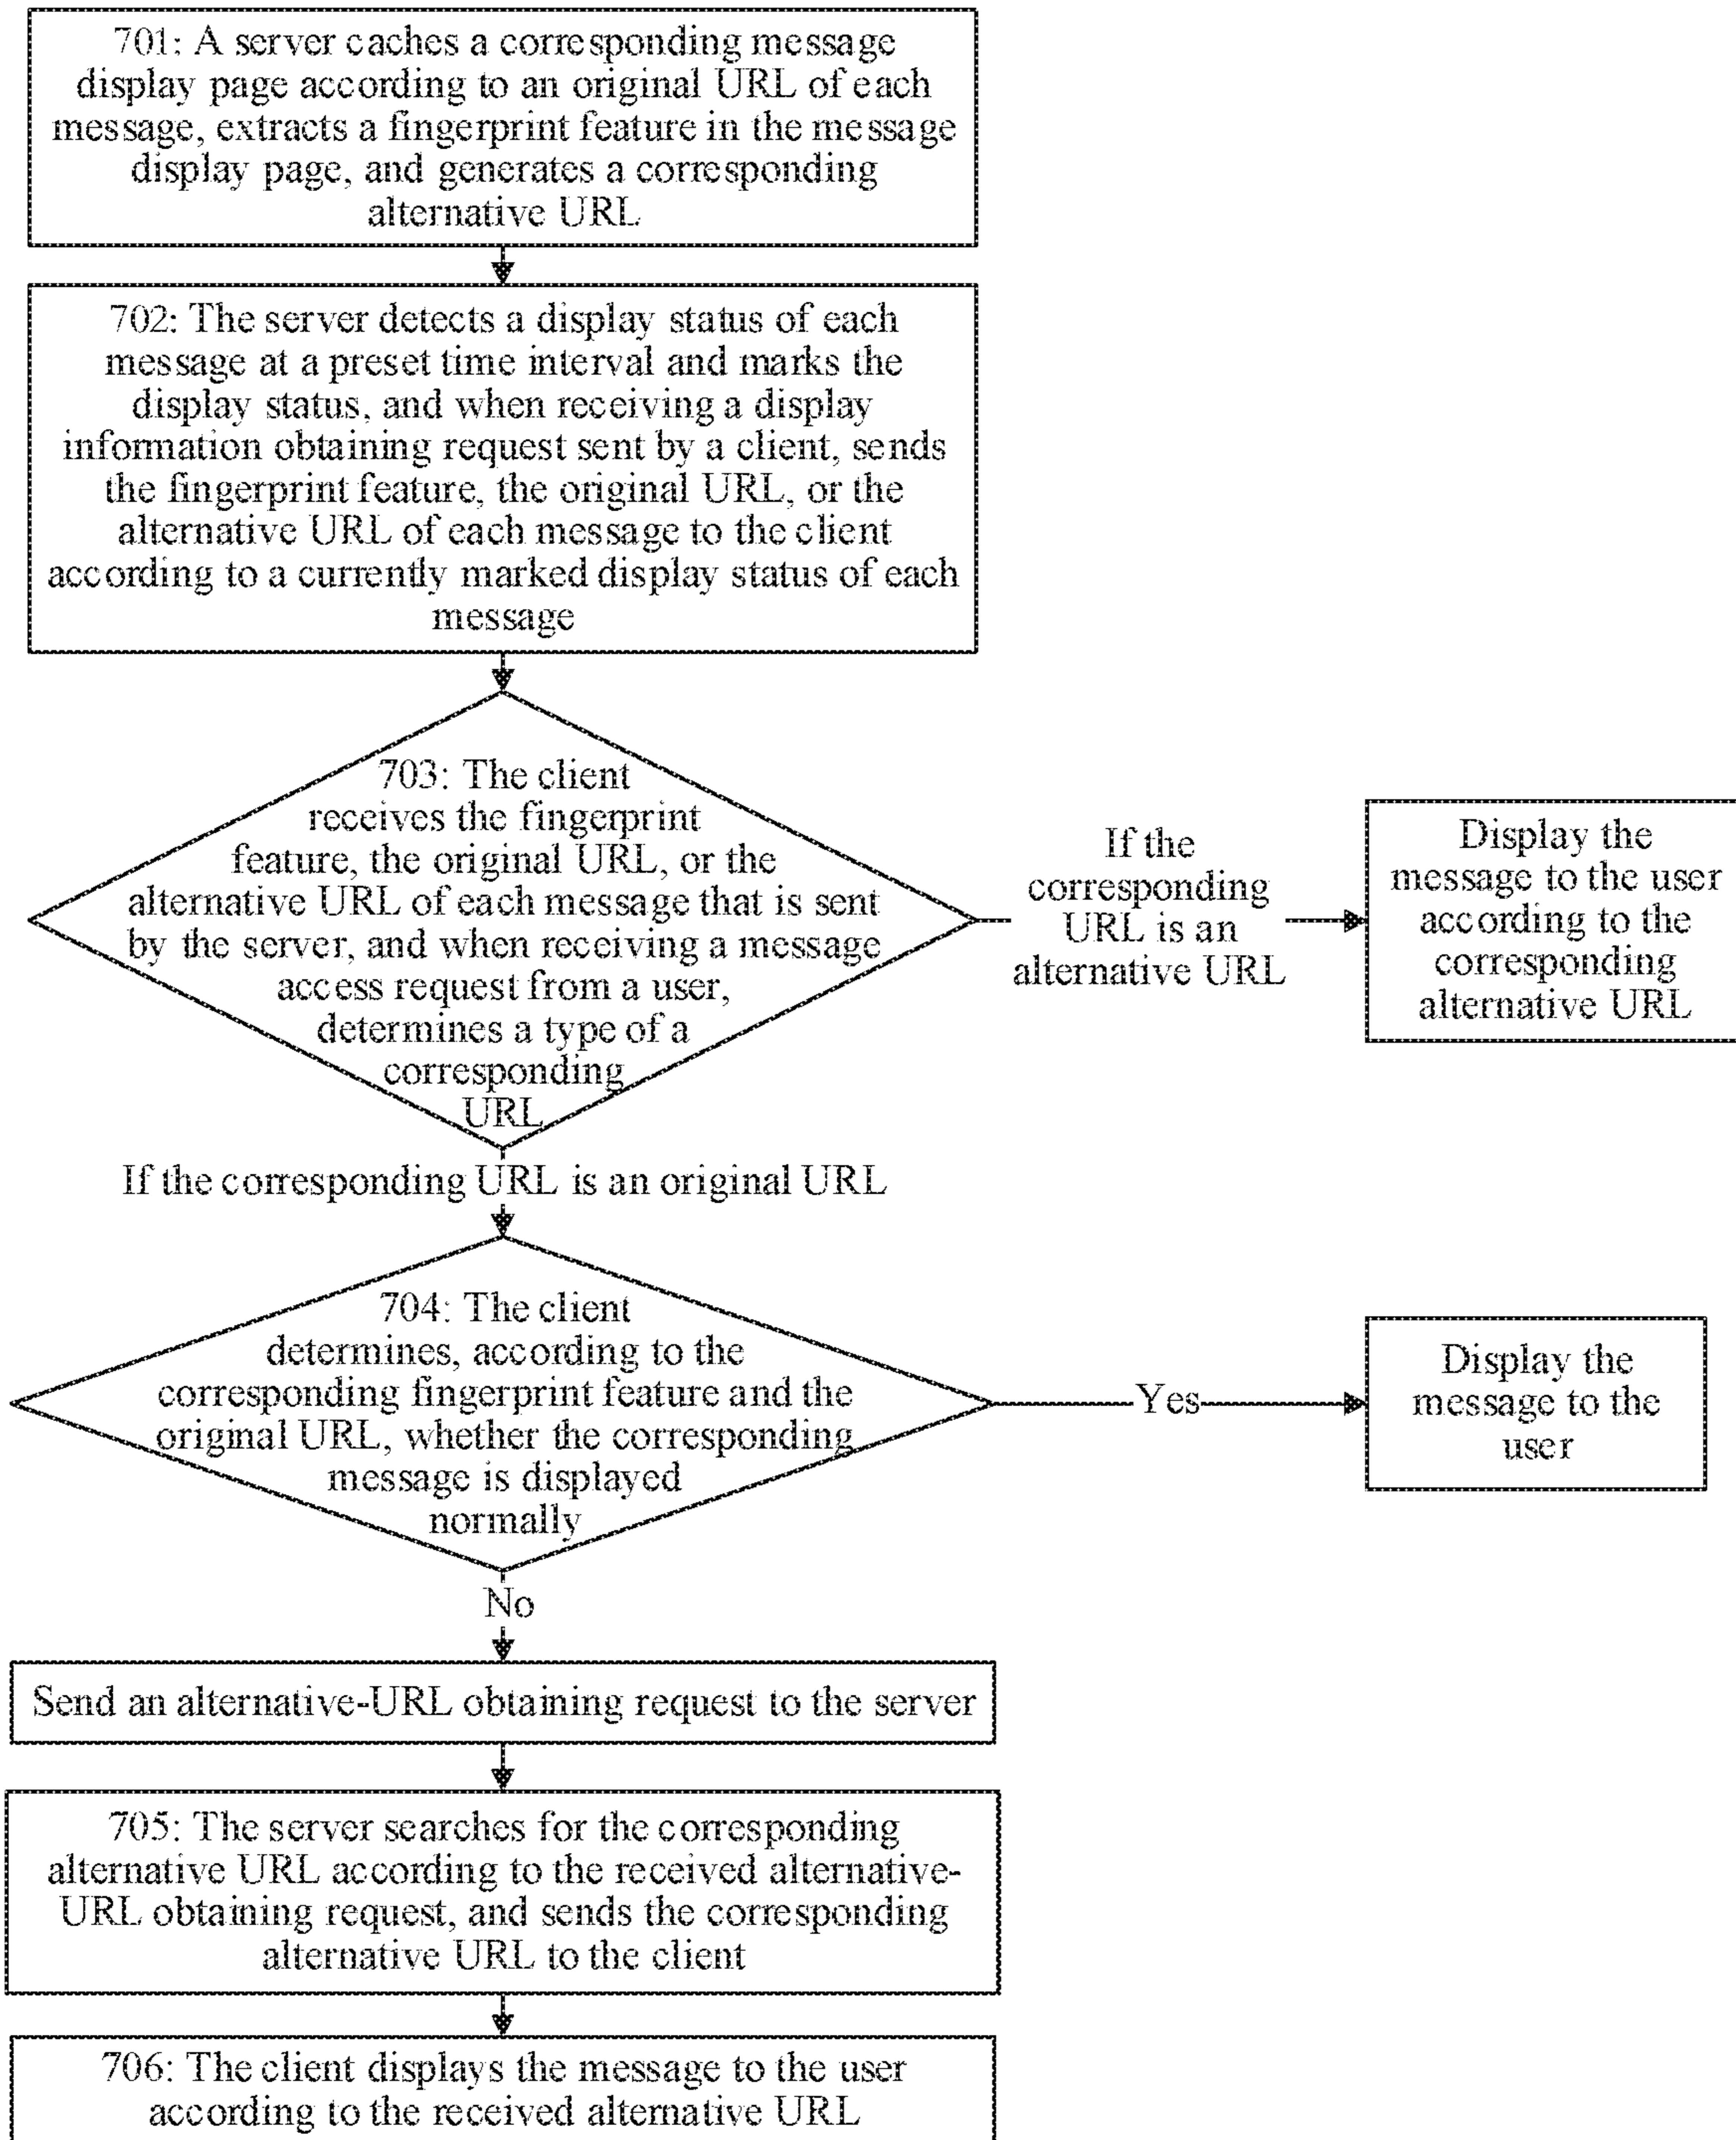 701: A server caches a corresponding message
display page according to an original URL of each
message, extracts a fingerprint feature in the message
display page, and generates a corresponding
alternative URL
702: The server detects a display status of each
message at a preset time interval and marks the
display status, and when receiving a display
information obtaining request sent by a client, sends
the fingerprint feature, the original URL, or the
alternative URL of each message to the client
according to a currently marked display status of each
message
703: The client
receives the fingerprint
feature, the original URL, or the
alternative URL of each message that is sent
by the server, and when receiving a message
access request from a user,
determines a type of a
corresponding
URL
If the
corresponding
URL is an
alternative URL
Display the
message to the user
according to the
corresponding
alternative URL
If the corresponding URL is an original URL
704: The client
determines, according to the
corresponding fingerprint feature and the
original URL, whether the corresponding
message is displayed
normally
Yes
Display the
message to the
user
No
Send an alternative-URL obtaining request to the server
705: The server searches for the corresponding
alternative URL according to the received alternative-
URL obtaining request, and sends the corresponding
alternative URL to the client
706: The client displays the message to the user
according to the received alternative URL